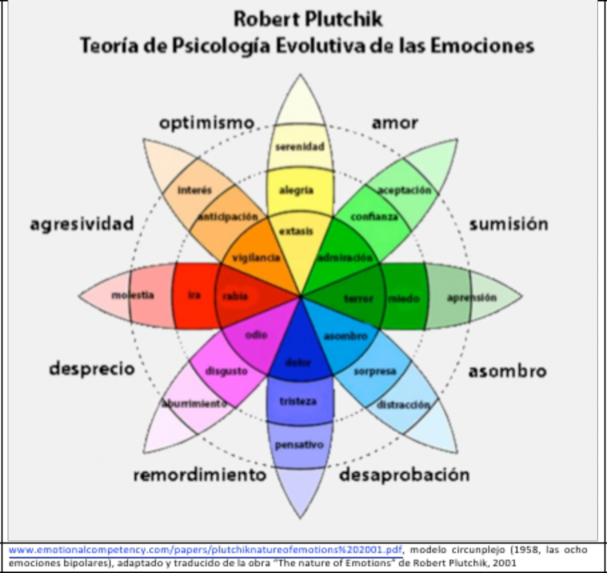 Robert Plutchik
Teoría de Psicología Evolutiva de las Emociones
optimismo
amor
serenidad
interés
alegría
aceptación
anticipación
confianza
agresividad
extasis
sumisión
vigilancia
admiración
molestia
ira
rabia
terror
miedo
aprensión
odio
asombro
desprecio
dolor
asombro
disgusto
sorpresa
aburrimiento
tristeza
distracción
pensativo
remordimiento
desaprobación
www.emotionalcompetency.com/papers/plutchiknatureofemotions%202001.pdf, modelo circunplejo (1958, las ocho
emociones bipolares), adaptado y traducido de la obra "The nature of Emotions" de Robert Plutchik, 2001